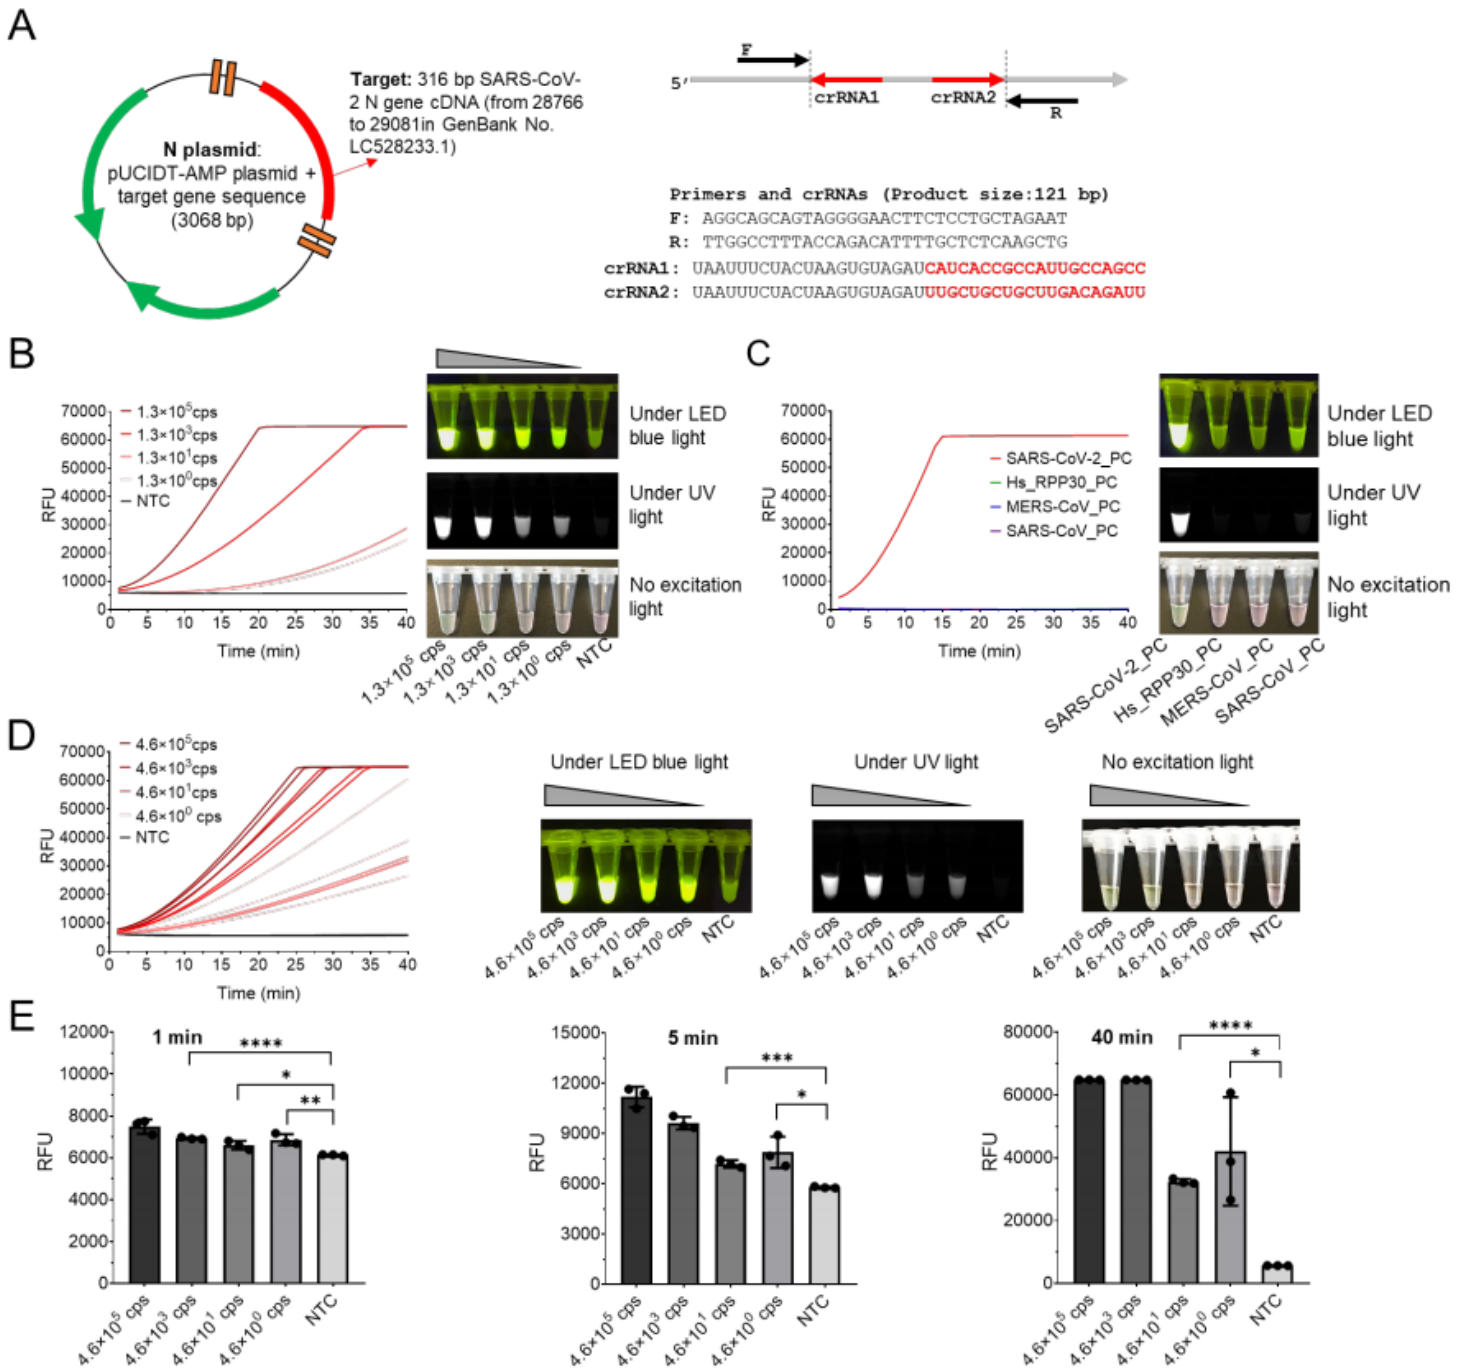 A
N plasmid:
pUCIDT-AMP plasmid +
target gene sequence
(3068 bp)
Target: 316 bp SARS-CoV-
2 N gene cDNA (from 28766
to 29081in GenBank No.
LC528233.1)
F
5'
crRNA1 crRNA2
R
Primers and crRNAs (Product size:121 bp)
F: AGGCAGCAGTAGGGGAACTTCTCCTGCTAGAAT
R: TTGGCCTTTACCAGACATTTTGCTCTCAAGCTG
crRNA1: UAAUUUCUACUAAGUGUAGAUCAUCACCGCCAUUGCCAGCC
crRNA2: UAAUUUCUACUAAGUGUAGAUUUGCUGCUGCUUGACAGAUU
B
70000
60000
50000
40000
30000
20000
10000
0
RFU
1.3×10⁵cps
1.3×10³cps
1.3×10¹cps
1.3×10⁰cps
NTC
0 5 10 15 20 25 30 35 40
Time (min)
Under LED
blue light
Under UV
light
No excitation
light
1.3×10⁵ cps
1.3×10³ cps
1.3×10¹ cps
1.3×10⁰ cps
NTC
C
70000
60000
50000
40000
30000
20000
10000
0
RFU
SARS-CoV-2_PC
Hs_RPP30_PC
MERS-CoV_PC
SARS-CoV_PC
0 5 10 15 20 25 30 35 40
Time (min)
Under LED
blue light
Under UV
light
No excitation
light
SARS-CoV-2_PC
Hs_RPP30_PC
MERS-CoV_PC
SARS-CoV_PC
D
70000
60000
50000
40000
30000
20000
10000
0
RFU
4.6×10⁵cps
4.6×10³cps
4.6×10¹cps
4.6×10⁰ cps
NTC
0 5 10 15 20 25 30 35 40
Time (min)
Under LED blue light
4.6×10⁵ cps
4.6×10³ cps
4.6×10¹ cps
4.6×10⁰ cps
NTC
Under UV light
4.6×10⁵ cps
4.6×10³ cps
4.6×10¹ cps
4.6×10⁰ cps
NTC
No excitation light
4.6×10⁵ cps
4.6×10³ cps
4.6×10¹ cps
4.6×10⁰ cps
NTC
E
1 min
12000
10000
8000
6000
4000
2000
0
RFU
****
*
**
4.6×10⁵ cps
4.6×10³ cps
4.6×10¹ cps
4.6×10⁰ cps
NTC
5 min
15000
12000
9000
6000
3000
0
RFU
***
*
4.6×10⁵ cps
4.6×10³ cps
4.6×10¹ cps
4.6×10⁰ cps
NTC
40 min
80000
60000
40000
20000
0
RFU
****
*
4.6×10⁵ cps
4.6×10³ cps
4.6×10¹ cps
4.6×10⁰ cps
NTC